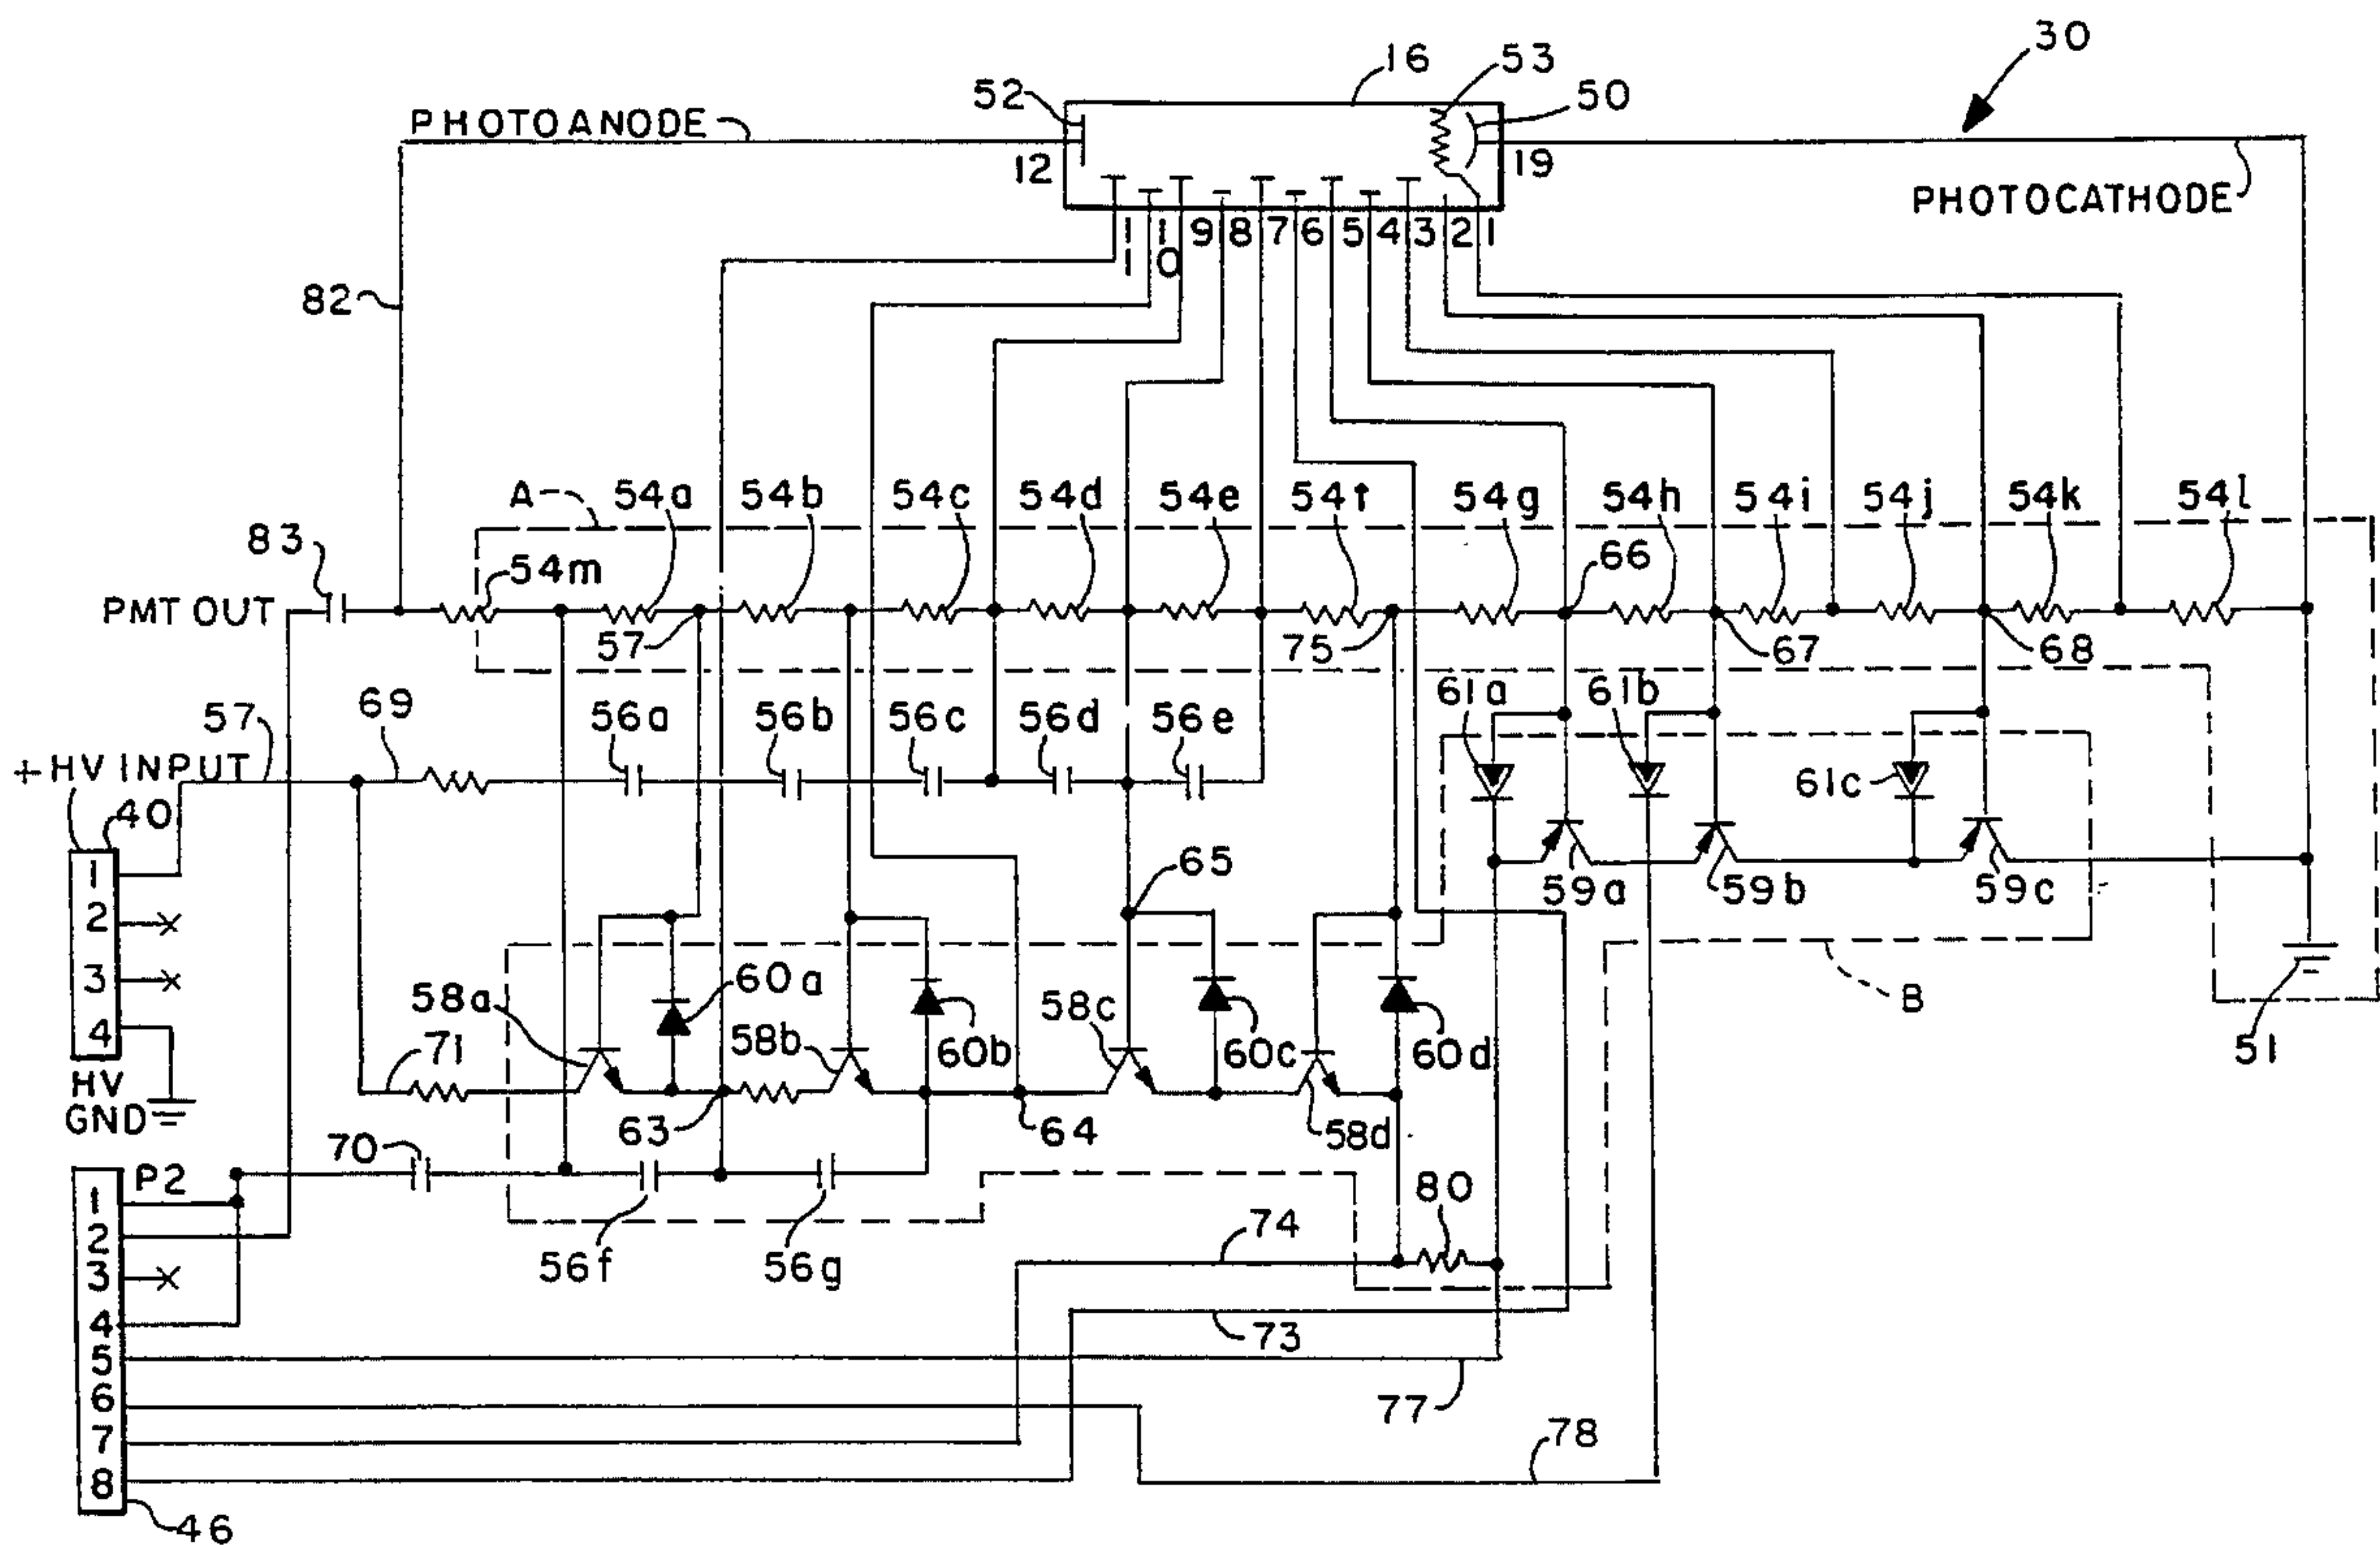 30
16
53
52
50
PHOTOANODE
12
19
PHOTOCATHODE
11 10 9 8 7 6 5 4 3 2 1
82
A
54a
54b
54c
54d
54e
54f
54g
54h
54i
54j
54k
54l
83
54m
66
PMT OUT
57
75
67
68
61a
61b
57
69
56a
56b
56c
56d
56e
+HV INPUT
61c
40
65
1
2
3
4
59a
59b
59c
58a
60a
58b
60b
58c
60c
60d
B
71
51
HV
GND
63
64
58d
70
P2
80
1
2
3
4
5
6
7
8
56f
56g
74
73
77
78
46